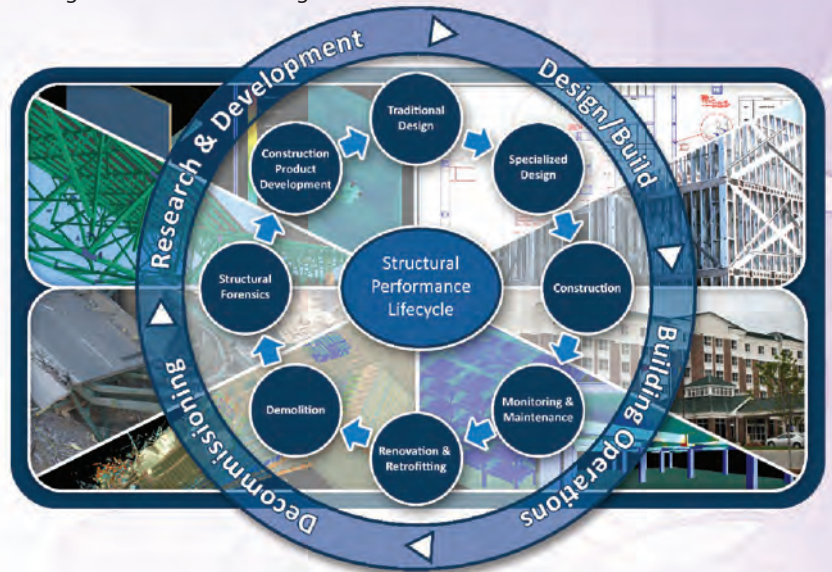 Research & Development
Design/Build
Building Operations
Decommissioning
Traditional
Design
Specialized
Design
Construction
Monitoring &
Maintenance
Renovation &
Retrofitting
Demolition
Structural
Forensics
Construction
Product
Development
Structural
Performance
Lifecycle